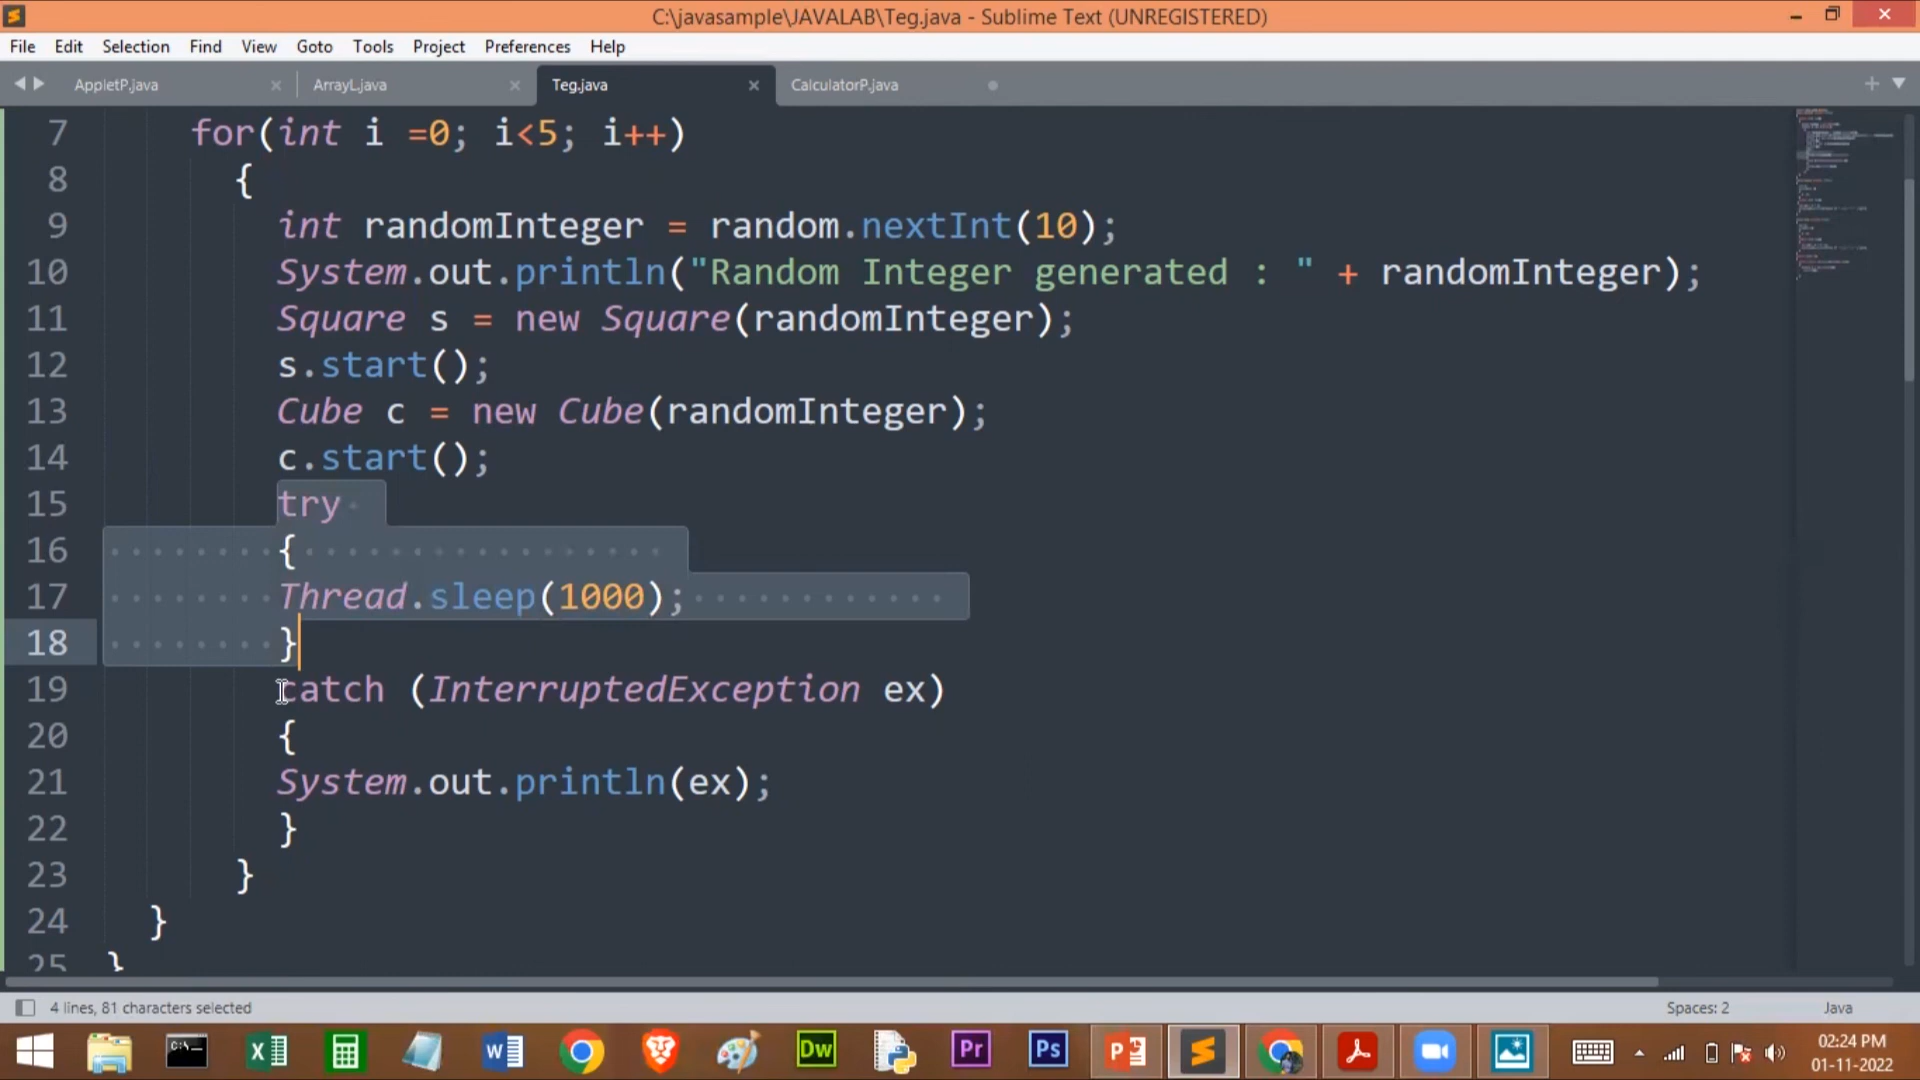 C:\javasample\JAVALAB\Teg.java - Sublime Text (UNREGISTERED)
File Edit Selection Find View Goto Tools Project Preferences Help
AppletP.java ArrayL.java Teg.java CalculatorP.java
7 for(int i =0; i<5; i++)
8 {
9 int randomInteger = random.nextInt(10);
10 System.out.println("Random Integer generated : " + randomInteger);
11 Square s = new Square(randomInteger);
12 s.start();
13 Cube c = new Cube(randomInteger);
14 c.start();
15 try
16 {
17 Thread.sleep(1000);
18 }
19 catch (InterruptedException ex)
20 {
21 System.out.println(ex);
22 }
23 }
24 }
25 }
4 lines, 81 characters selected Spaces: 2 Java
C:\ X W Dw Pr Ps P
02:24 PM
01-11-2022